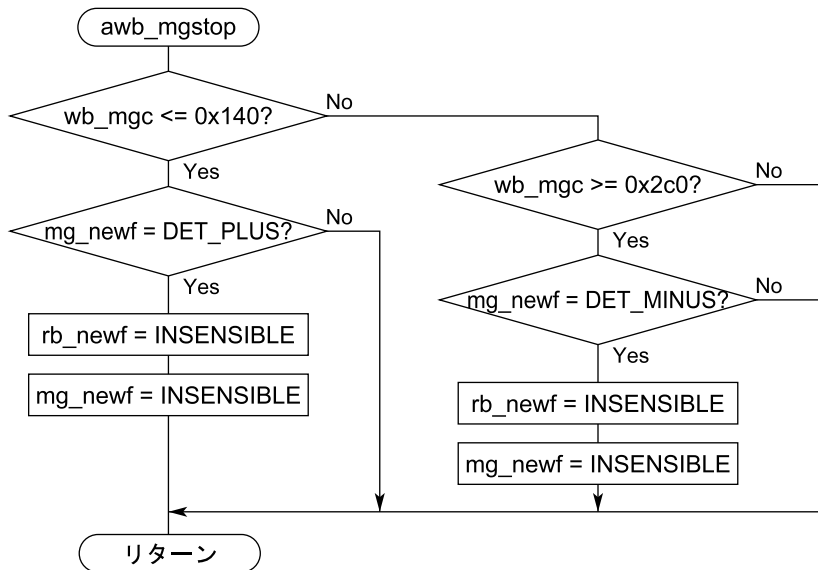 awb_mgstop
wb_mgc <= 0x140?
No
Yes
mg_newf = DET_PLUS?
No
Yes
rb_newf = INSENSIBLE
mg_newf = INSENSIBLE
wb_mgc >= 0x2c0?
No
Yes
mg_newf = DET_MINUS?
No
Yes
rb_newf = INSENSIBLE
mg_newf = INSENSIBLE
リターン